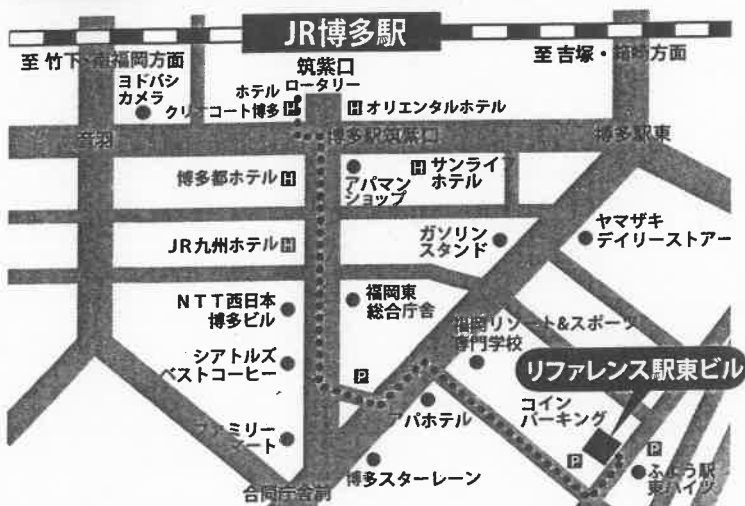 JR博多駅
至 竹下・南福岡方面
筑紫口
至 吉塚・箱崎方面
ヨドバシ
カメラ
ホテル
クリオコート博多 H
ロータリー
H オリエンタルホテル
音羽
博多駅筑紫口
博多駅東
博多都ホテル H
アパマン
ショップ
H サンライフ
ホテル
JR九州ホテル H
ガソリン
スタンド
ヤマザキ
デイリーストアー
NTT西日本
博多ビル
福岡東
総合庁舎
福岡リゾート&スポーツ
専門学校
シアトルズ
ベストコーヒー
P
リファレンス駅東ビル
アパホテル
コイン
パーキング
ファミリー
マート
博多スターレーン
P
P
ふよう駅
東ハイツ
合同庁舎前